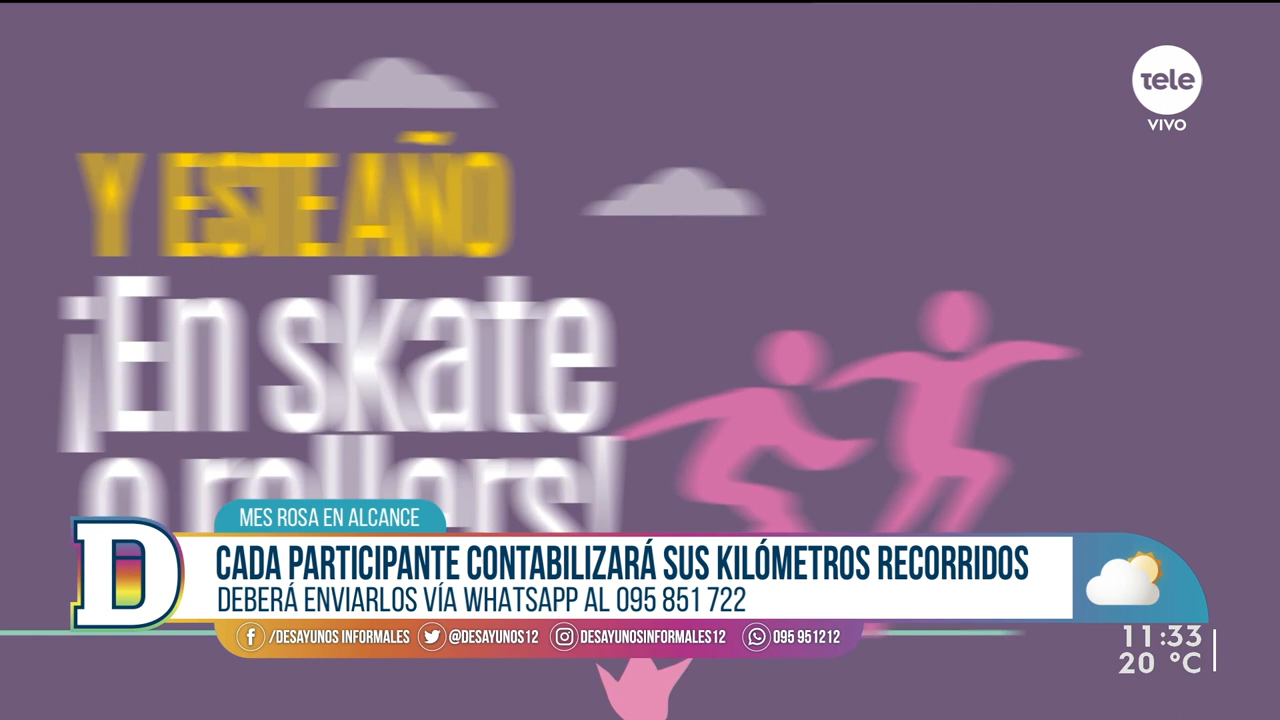 tele
VIVO
Y ESTE AÑO
¡En skate
o rollers!
MES ROSA EN ALCANCE
D
CADA PARTICIPANTE CONTABILIZARÁ SUS KILÓMETROS RECORRIDOS
DEBERÁ ENVIARLOS VÍA WHATSAPP AL 095 851 722
/DESAYUNOS INFORMALES @DESAYUNOS12 DESAYUNOSINFORMALES12 095 951212
11:33
20 °C